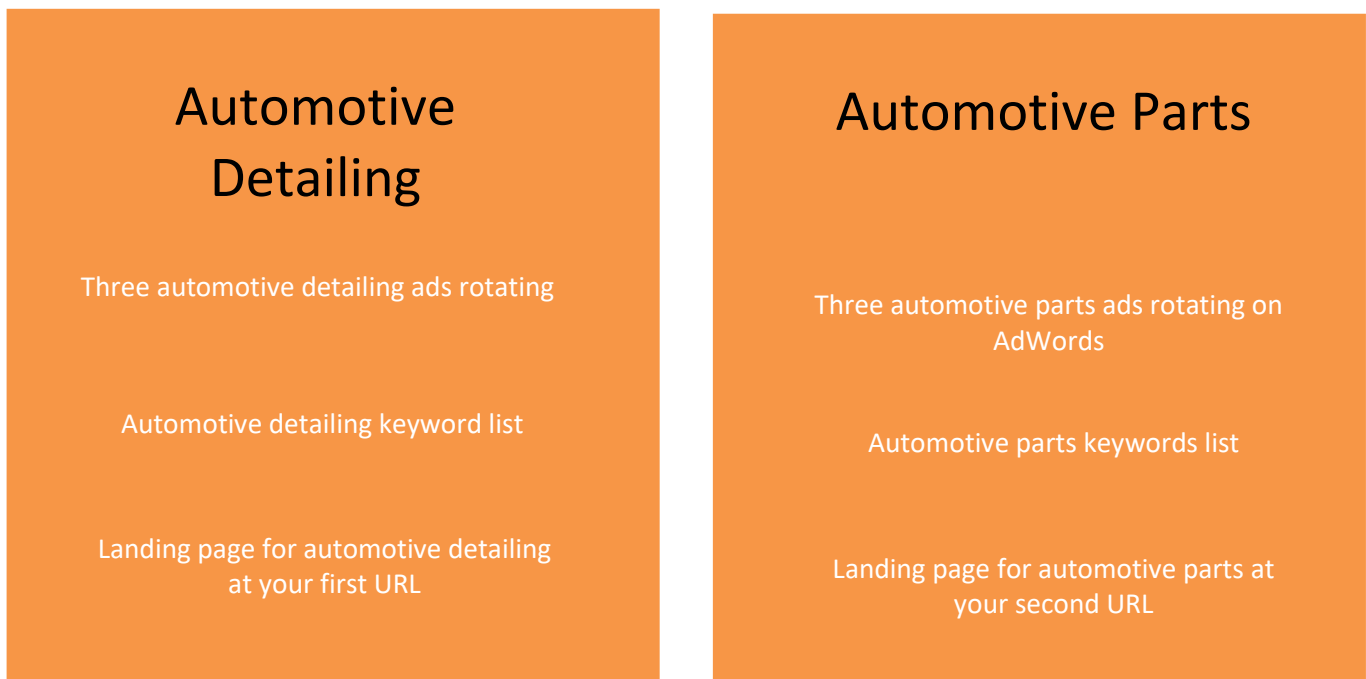 Automotive
Detailing
Three automotive detailing ads rotating
Automotive detailing keyword list
Landing page for automotive detailing
at your first URL
Automotive Parts
Three automotive parts ads rotating on
AdWords
Automotive parts keywords list
Landing page for automotive parts at
your second URL